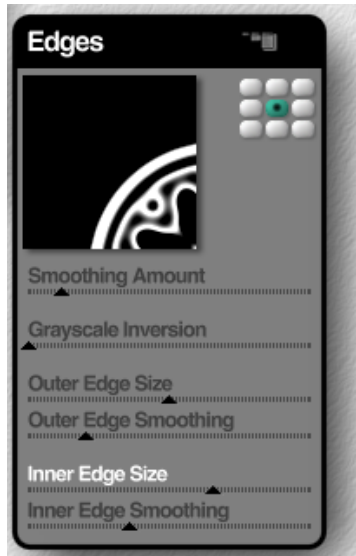 Edges
Smoothing Amount
Grayscale Inversion
Outer Edge Size
Outer Edge Smoothing
Inner Edge Size
Inner Edge Smoothing